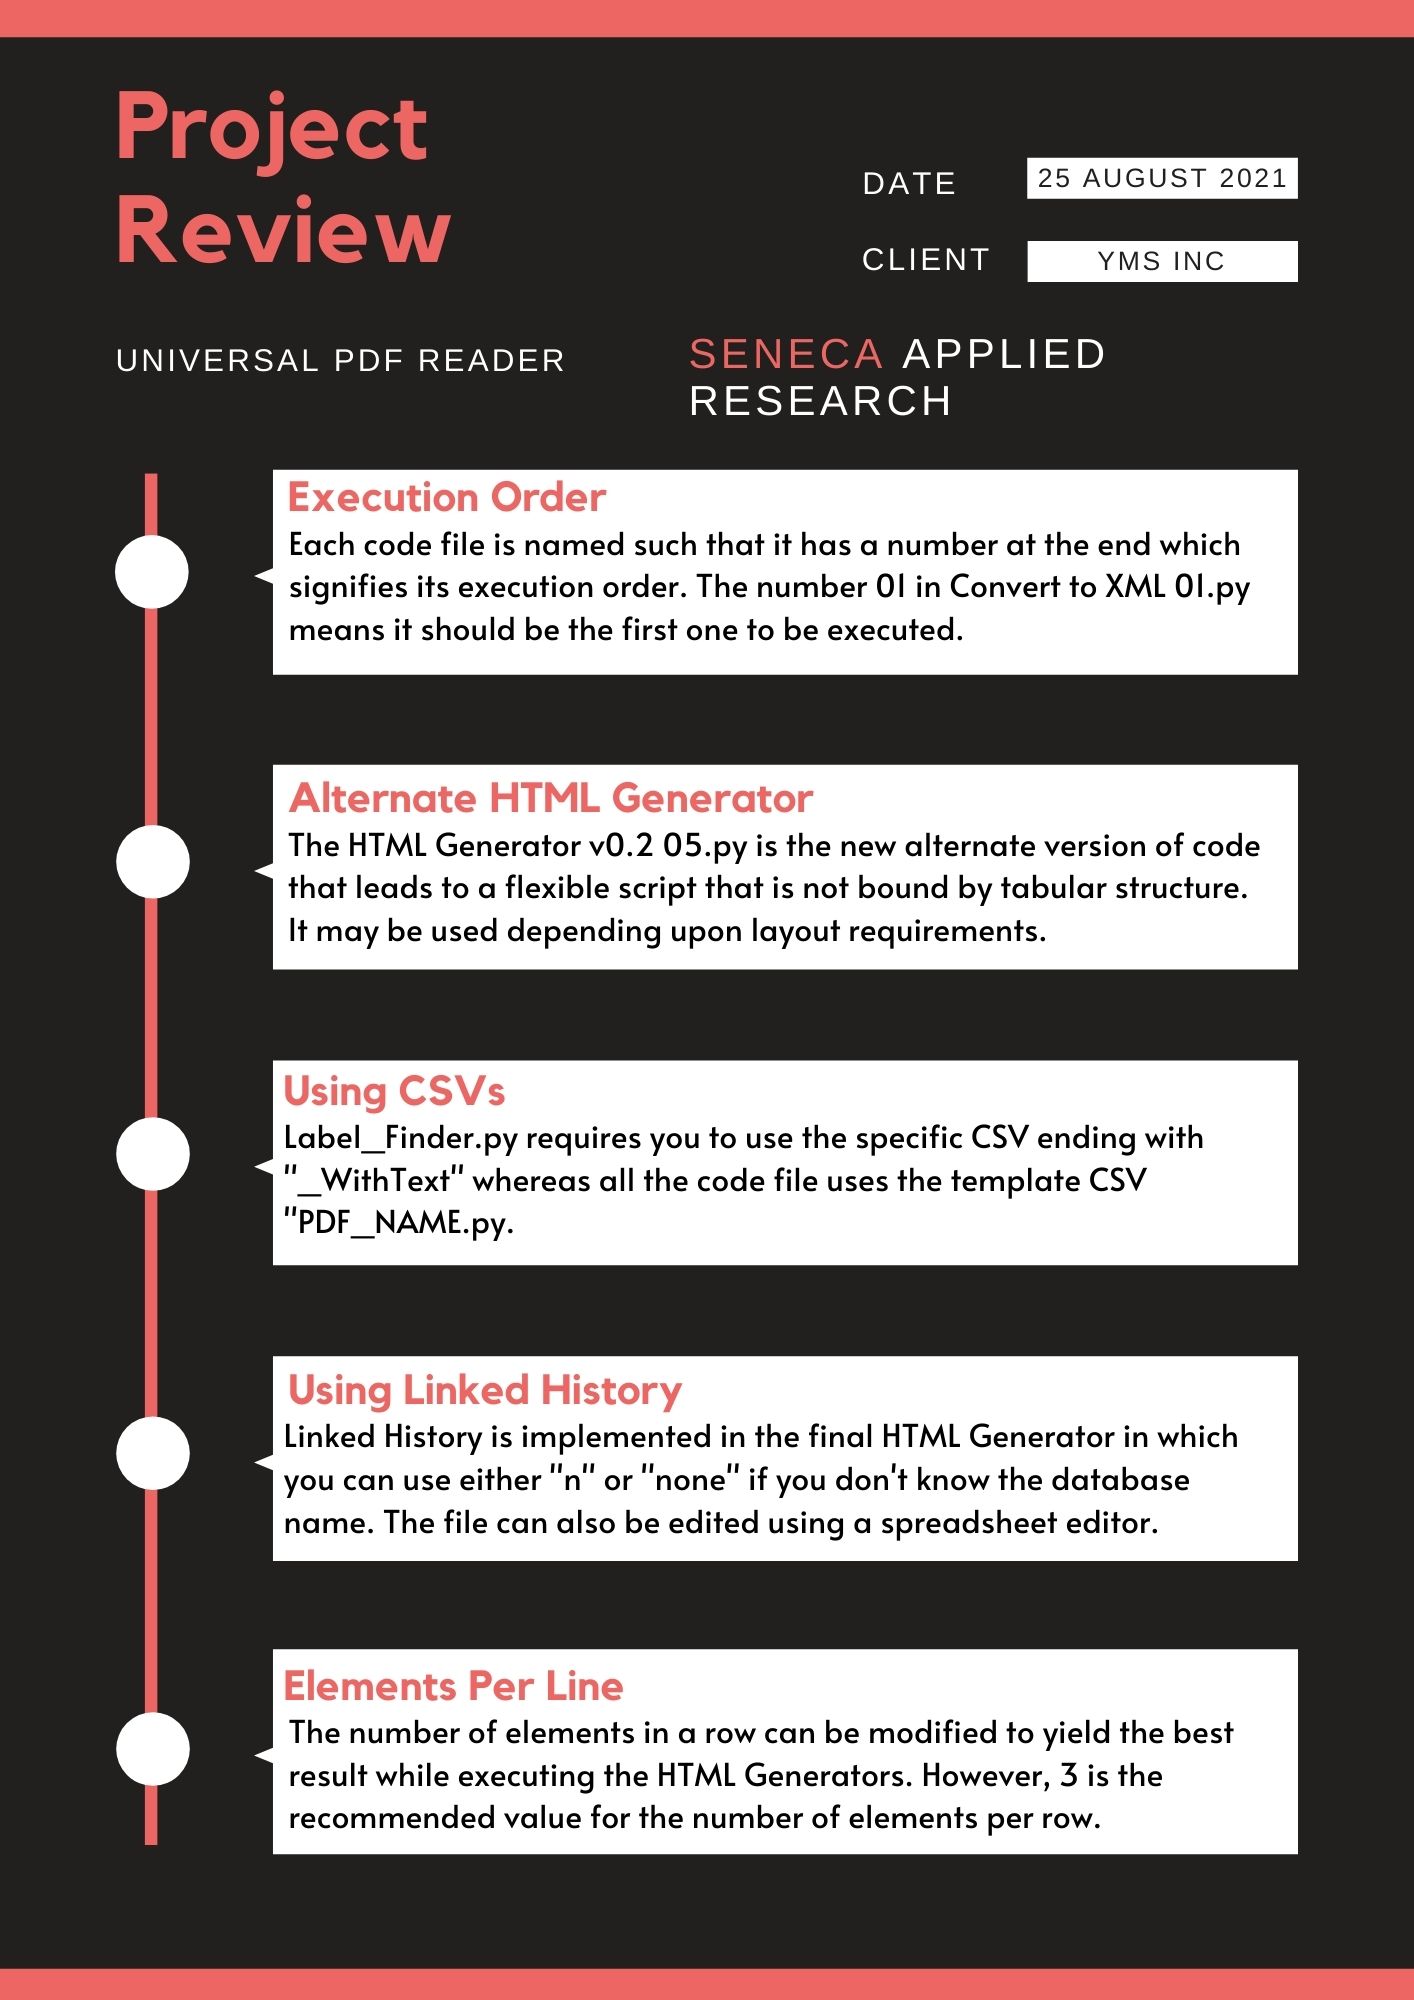 Project
Review
DATE
25 AUGUST 2021
CLIENT
YMS INC
UNIVERSAL PDF READER
SENECA APPLIED
RESEARCH
Execution Order
Each code file is named such that it has a number at the end which
signifies its execution order. The number 01 in Convert to XML 01.py
means it should be the first one to be executed.
Alternate HTML Generator
The HTML Generator v0.2 05.py is the new alternate version of code
that leads to a flexible script that is not bound by tabular structure.
It may be used depending upon layout requirements.
Using CSVs
Label_Finder.py requires you to use the specific CSV ending with
"_WithText" whereas all the code file uses the template CSV
"PDF_NAME.py.
Using Linked History
Linked History is implemented in the final HTML Generator in which
you can use either "n" or "none" if you don't know the database
name. The file can also be edited using a spreadsheet editor.
Elements Per Line
The number of elements in a row can be modified to yield the best
result while executing the HTML Generators. However, 3 is the
recommended value for the number of elements per row.